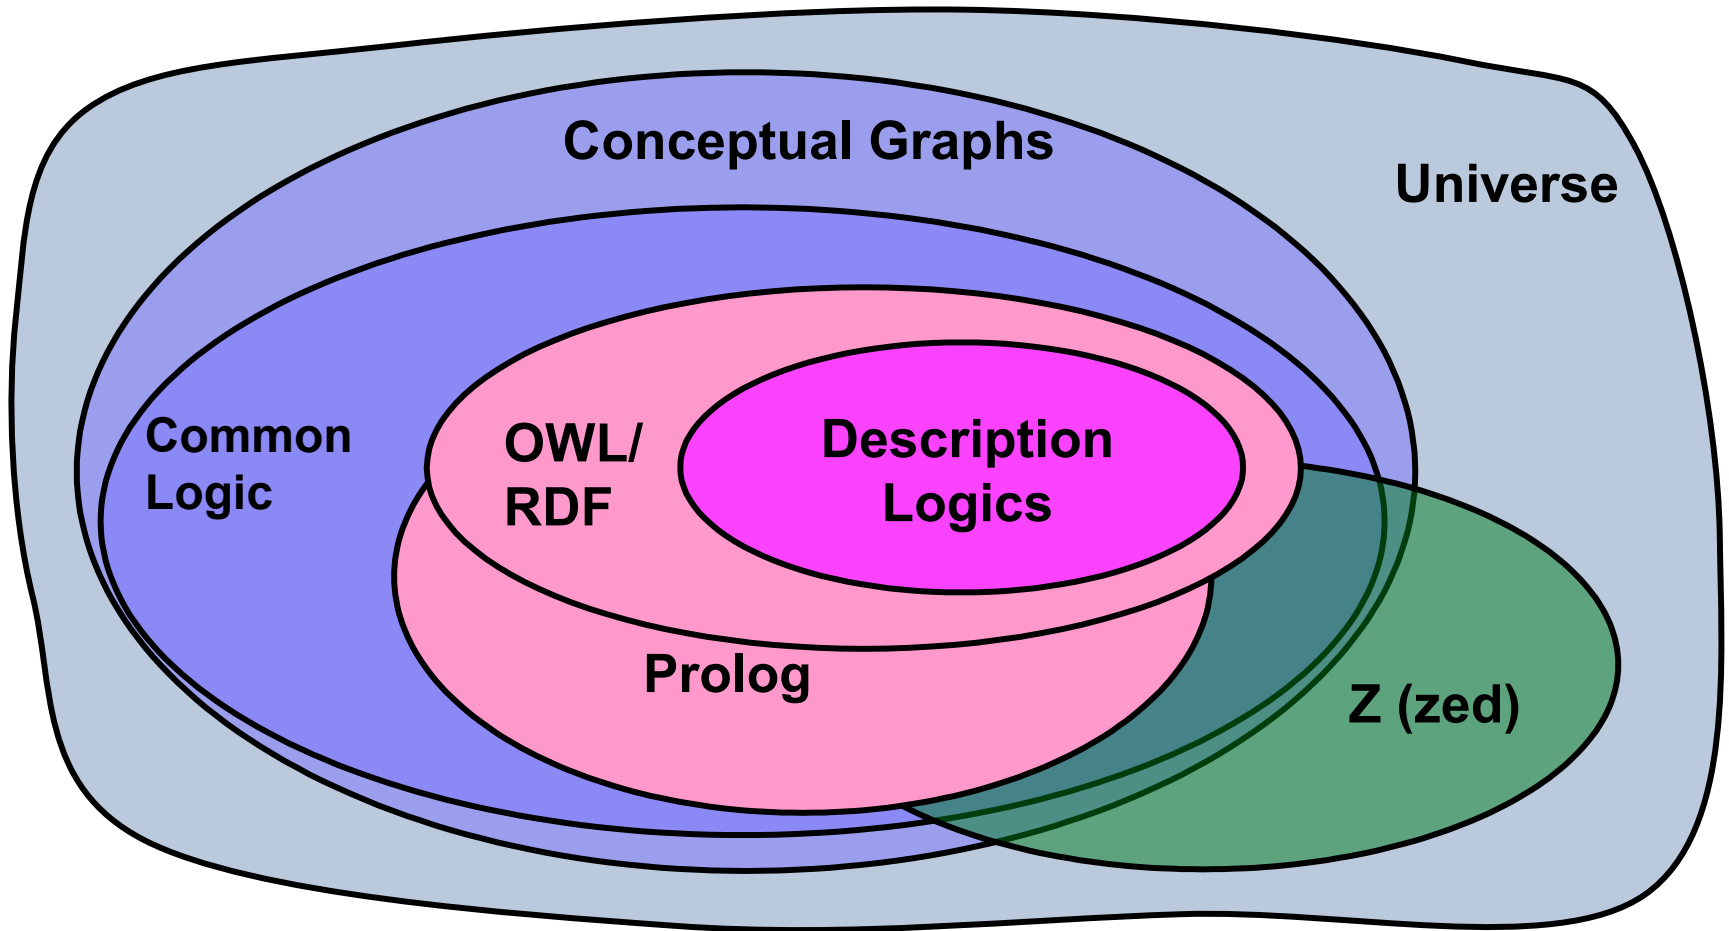 Conceptual Graphs
Universe
Common
Logic
OWL/
RDF
Description
Logics
Prolog
Z (zed)